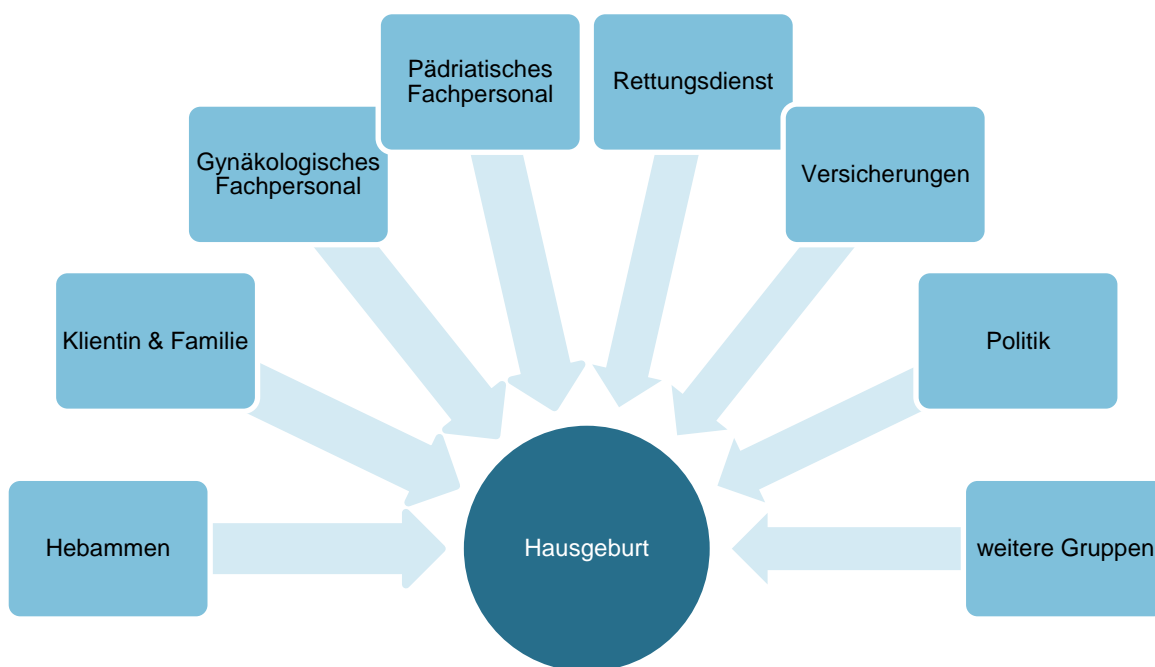 Pädriatisches
Fachpersonal
Rettungsdienst
Gynäkologisches
Fachpersonal
Versicherungen
Klientin & Familie
Politik
Hebammen
Hausgeburt
weitere Gruppen